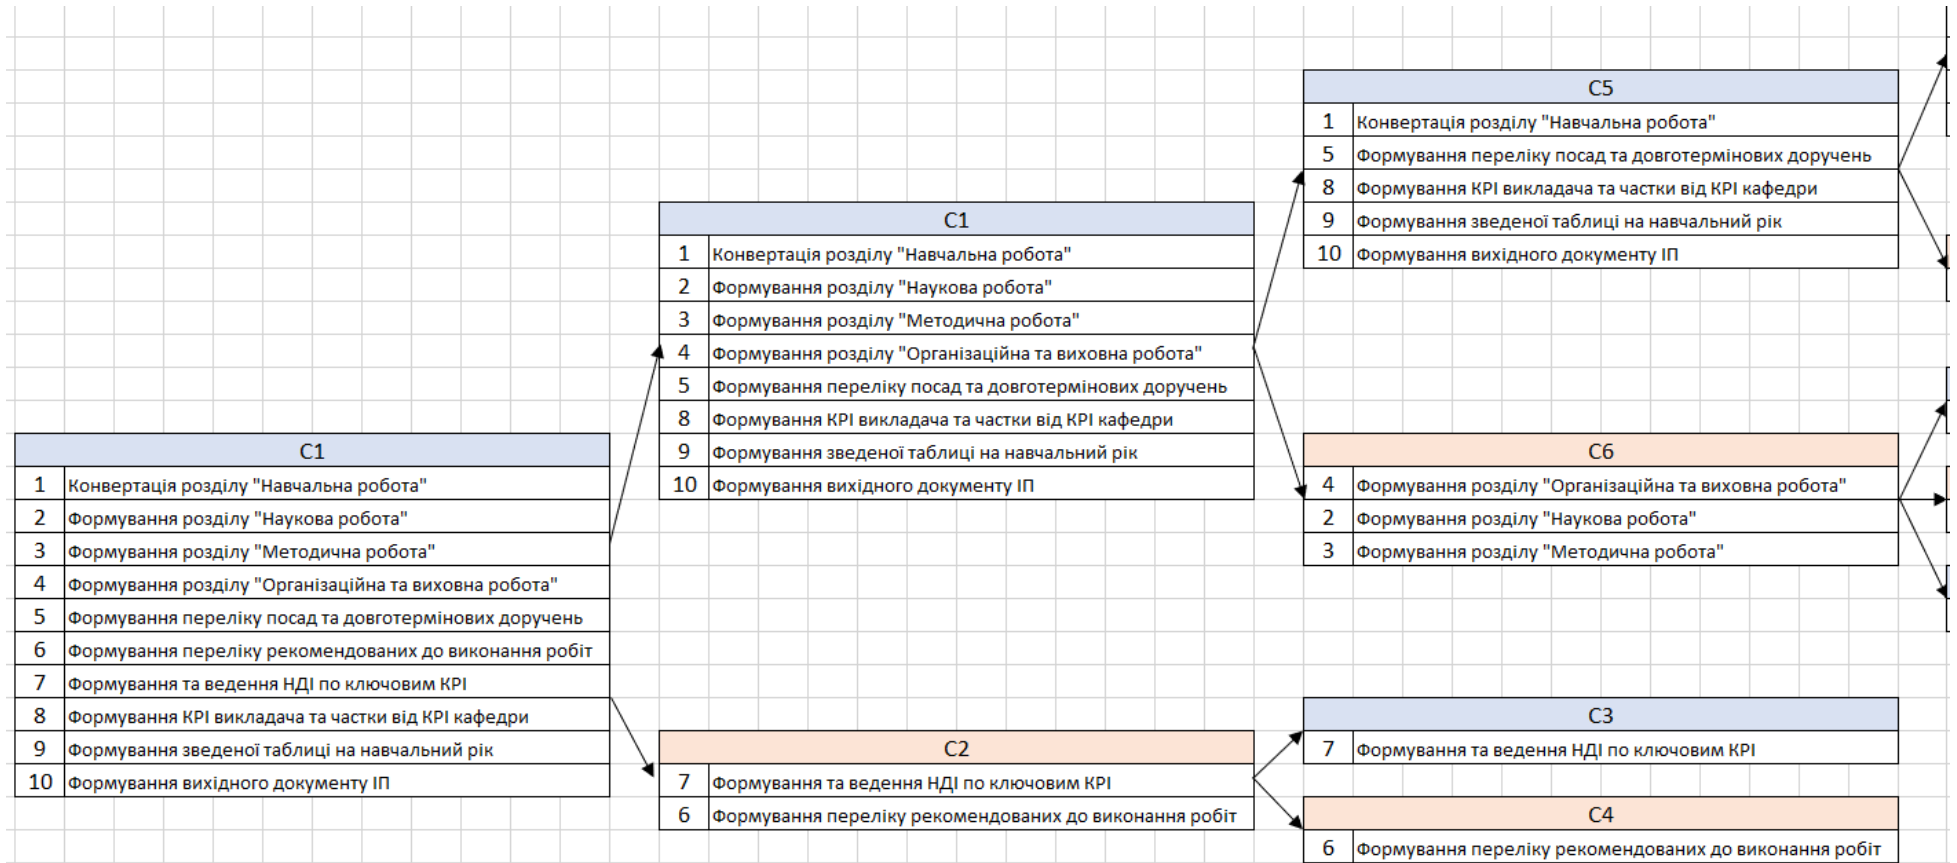 C1
1 Конвертація розділу "Навчальна робота"
2 Формування розділу "Наукова робота"
3 Формування розділу "Методична робота"
4 Формування розділу "Організаційна та виховна робота"
5 Формування переліку посад та довготермінових доручень
6 Формування переліку рекомендованих до виконання робіт
7 Формування та ведення НДІ по ключовим КРІ
8 Формування КРІ викладача та частки від КРІ кафедри
9 Формування зведеної таблиці на навчальний рік
10 Формування вихідного документу ІП
C1
1 Конвертація розділу "Навчальна робота"
2 Формування розділу "Наукова робота"
3 Формування розділу "Методична робота"
4 Формування розділу "Організаційна та виховна робота"
5 Формування переліку посад та довготермінових доручень
8 Формування КРІ викладача та частки від КРІ кафедри
9 Формування зведеної таблиці на навчальний рік
10 Формування вихідного документу ІП
C2
7 Формування та ведення НДІ по ключовим КРІ
6 Формування переліку рекомендованих до виконання робіт
C5
1 Конвертація розділу "Навчальна робота"
5 Формування переліку посад та довготермінових доручень
8 Формування КРІ викладача та частки від КРІ кафедри
9 Формування зведеної таблиці на навчальний рік
10 Формування вихідного документу ІП
C6
4 Формування розділу "Організаційна та виховна робота"
2 Формування розділу "Наукова робота"
3 Формування розділу "Методична робота"
C3
7 Формування та ведення НДІ по ключовим КРІ
C4
6 Формування переліку рекомендованих до виконання робіт